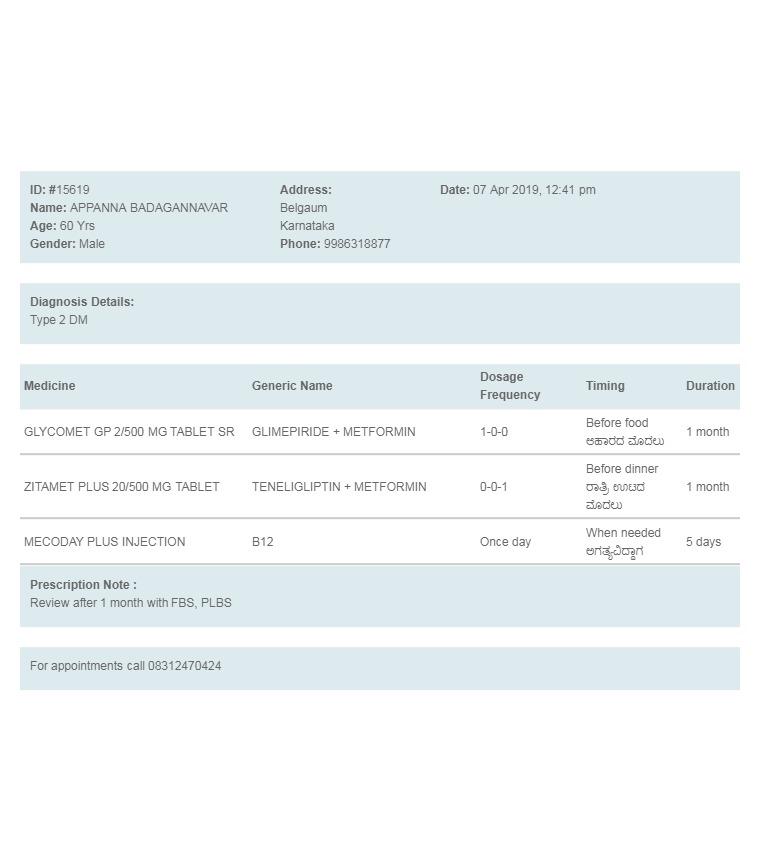 ID: #15619
Name: APPANNA BADAGANNAVAR
Age: 60 Yrs
Gender: Male
Address:
Belgaum
Karnataka
Phone: 9986318877
Date: 07 Apr 2019, 12:41 pm
Diagnosis Details:
Type 2 DM
Medicine Generic Name Dosage Frequency Timing Duration
GLYCOMET GP 2/500 MG TABLET SR GLIMEPIRIDE + METFORMIN 1-0-0 Before food 1 month
ಆಹಾರದ ಮೊದಲು
ZITAMET PLUS 20/500 MG TABLET TENELIGLIPTIN + METFORMIN 0-0-1 Before dinner 1 month
ರಾತ್ರಿ ಊಟದ
ಮೊದಲು
MECODAY PLUS INJECTION B12 Once day When needed 5 days
ಅಗತ್ಯವಿದ್ದಾಗ
Prescription Note :
Review after 1 month with FBS, PLBS
For appointments call 08312470424